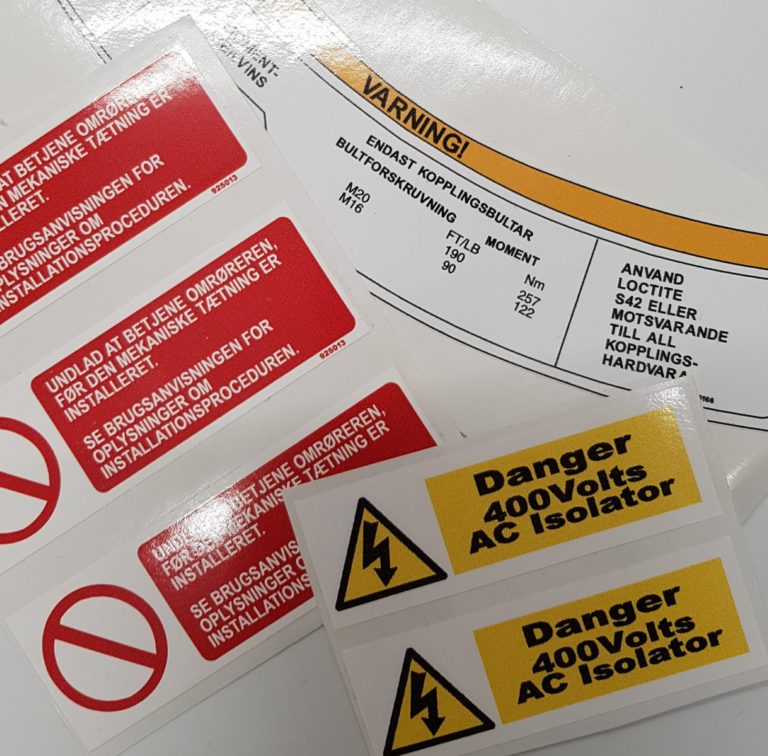 MENT-
VINS
VARNING!
ENDAST KOPPLINGSBULTAR
BULTFORSKRUVNING MOMENT
FT/LB Nm
M20 190 257
M16 90 122
ANVAND
LOCTITE
S42 ELLER
MOTSVARANDE
TILL ALL
KOPPLINGS-
HARDVARA
AT BETJENE OMRØREREN,
DEN MEKANISKE TÆTNING ER
BRUGSANVISNINGEN FOR
OPLYSNINGER OM
INSTALLATIONSPROCEDUREN.
925013
UNDLAD AT BETJENE OMRØREREN,
FØR DEN MEKANISKE TÆTNING ER
INSTALLERET.
SE BRUGSANVISNINGEN FOR
OPLYSNINGER OM
INSTALLATIONSPROCEDUREN.
925013
BETJENE OMRØREREN,
FØR DEN MEKANISKE TÆTNING ER
INSTALLERET.
SE BRUGSANVIS
OPLYSNINGER O
INSTALLATIONS
Danger
400Volts
AC Isolator
Danger
400Volts
AC Isolator